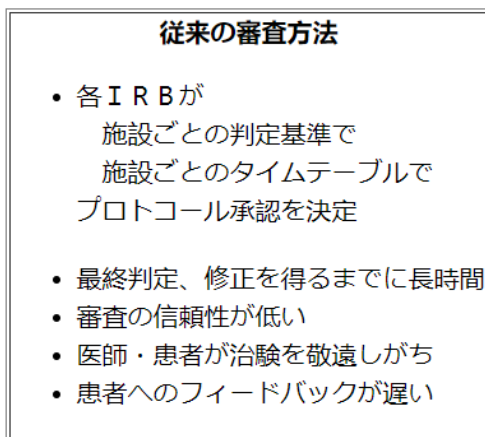 従来の審査方法
• 各ＩＲＢが
施設ごとの判定基準で
施設ごとのタイムテーブルで
プロトコール承認を決定
• 最終判定、修正を得るまでに長時間
• 審査の信頼性が低い
• 医師・患者が治験を敬遠しがち
• 患者へのフィードバックが遅い